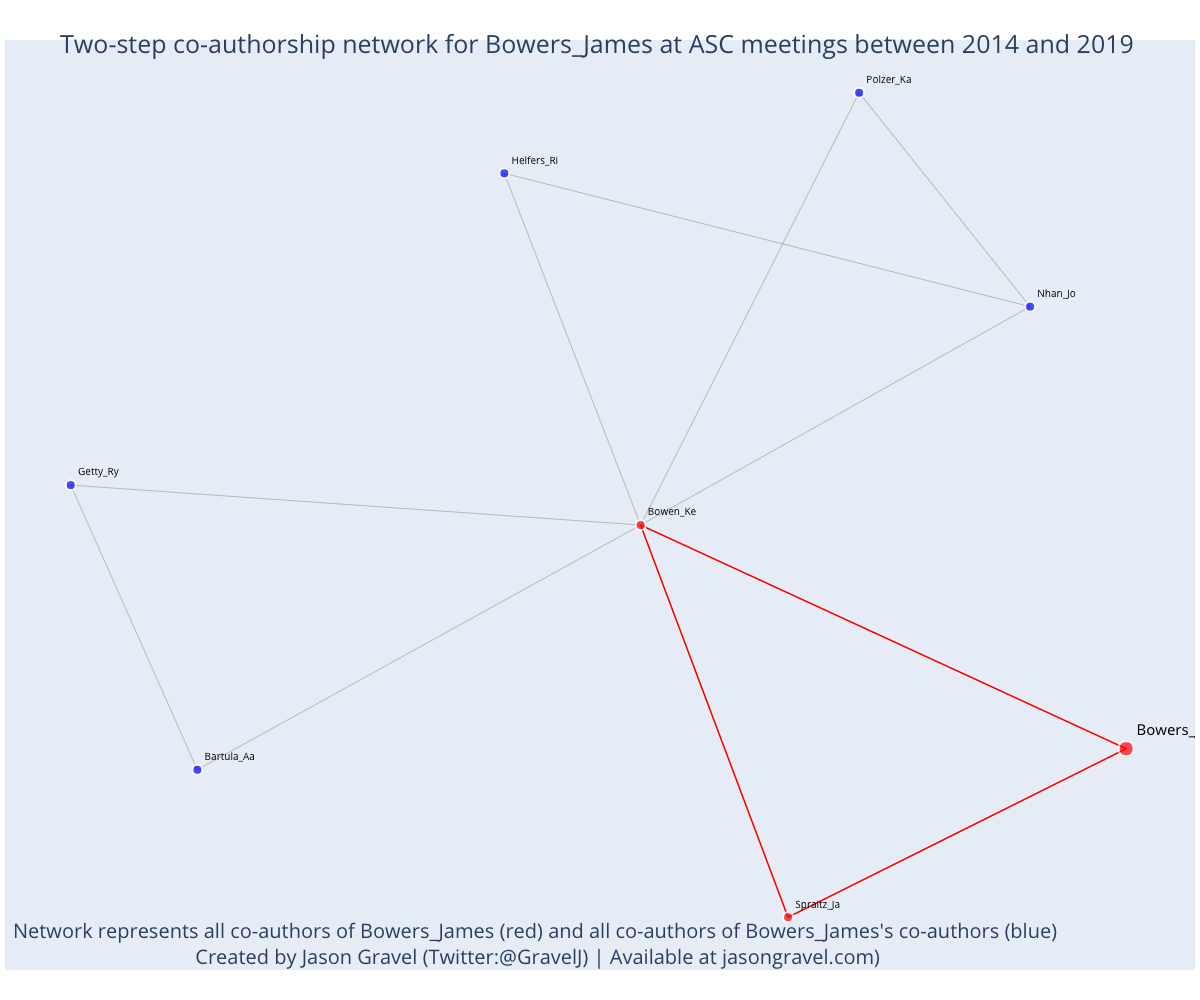 Two-step co-authorship network for Bowers_James at ASC meetings between 2014 and 2019
Polzer_Ka
Helfers_Ri
Nhan_Jo
Getty_Ry
Bowen_Ke
Bowers_
Bartula_Aa
Spraitz_Ja
Network represents all co-authors of Bowers_James (red) and all co-authors of Bowers_James's co-authors (blue)
Created by Jason Gravel (Twitter:@GravelJ) | Available at jasongravel.com)